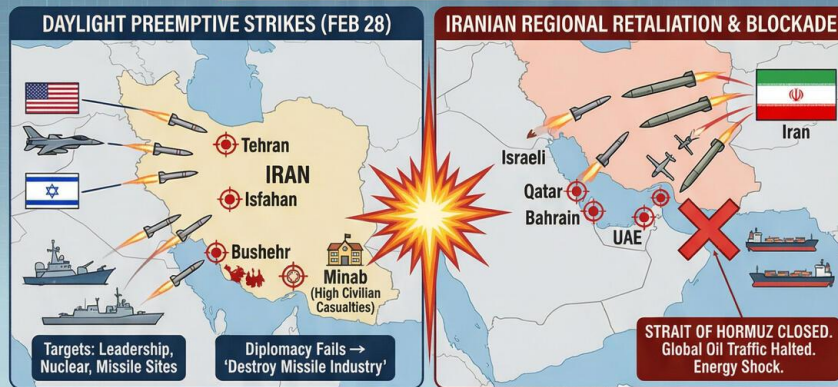 DAYLIGHT PREEMPTIVE STRIKES (FEB 28)
Tehran
IRAN
Isfahan
Bushehr
Minab
(High Civilian
Casualties)
Targets: Leadership,
Nuclear, Missile Sites
Diplomacy Fails →
'Destroy Missile Industry'
IRANIAN REGIONAL RETALIATION & BLOCKADE
Iran
Israeli
Qatar
Bahrain
UAE
STRAIT OF HORMUZ CLOSED.
Global Oil Traffic Halted.
Energy Shock.